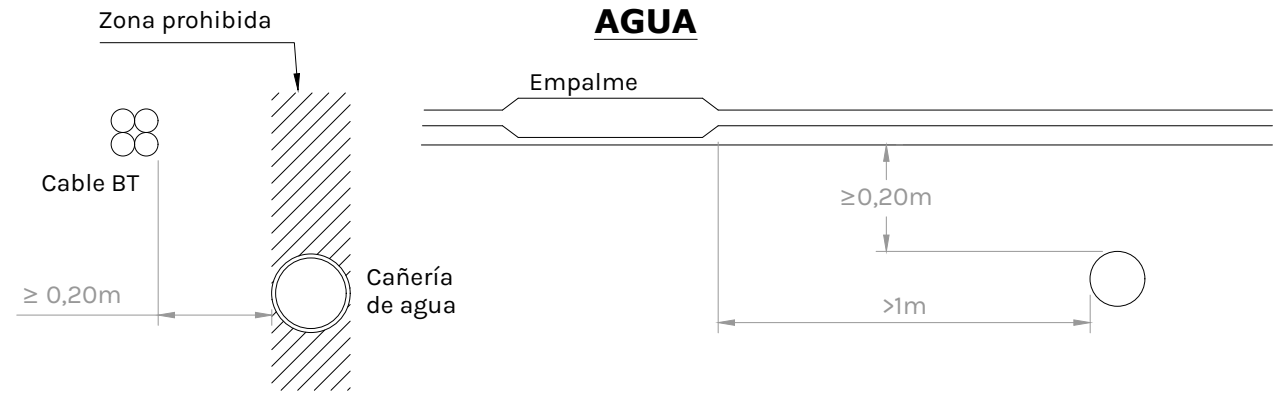 Zona prohibida
AGUA
Empalme
Cable BT
≥0,20m
Cañería
de agua
≥ 0,20m
>1m